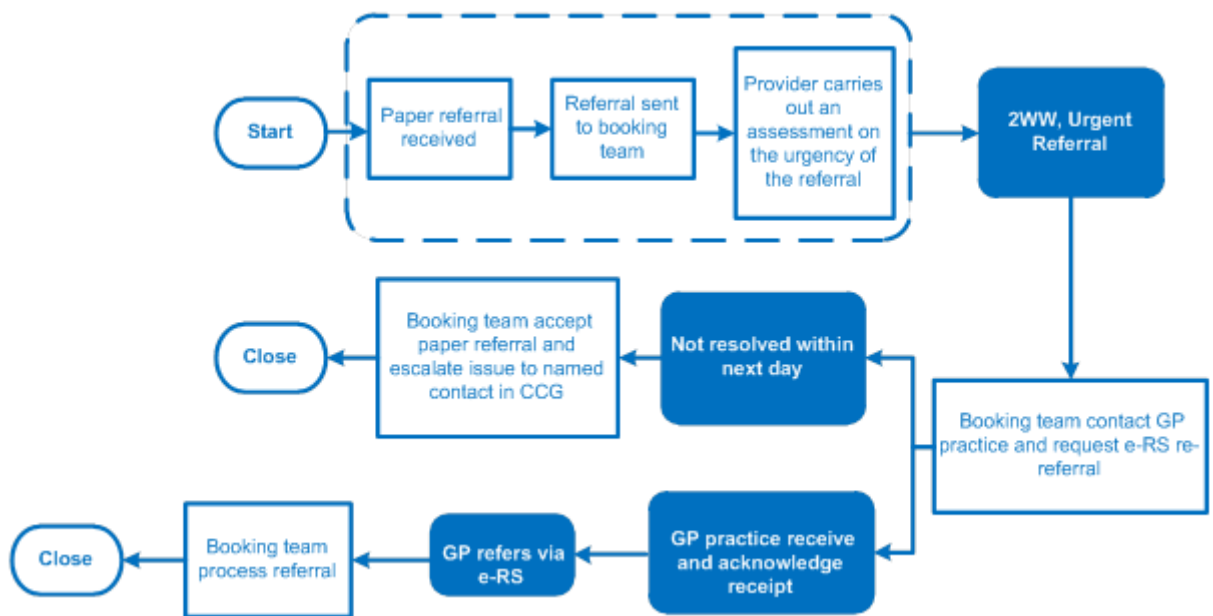 Start
Paper referral
received
Referral sent
to booking
team
Provider carries
out an
assessment on
the urgency of
the referral
2WW, Urgent
Referral
Close
Booking team accept
paper referral and
escalate issue to named
contact in CCG
Not resolved within
next day
Booking team contact GP
practice and request e-RS re-
referral
Close
Booking team
process referral
GP refers via
e-RS
GP practice receive
and acknowledge
receipt